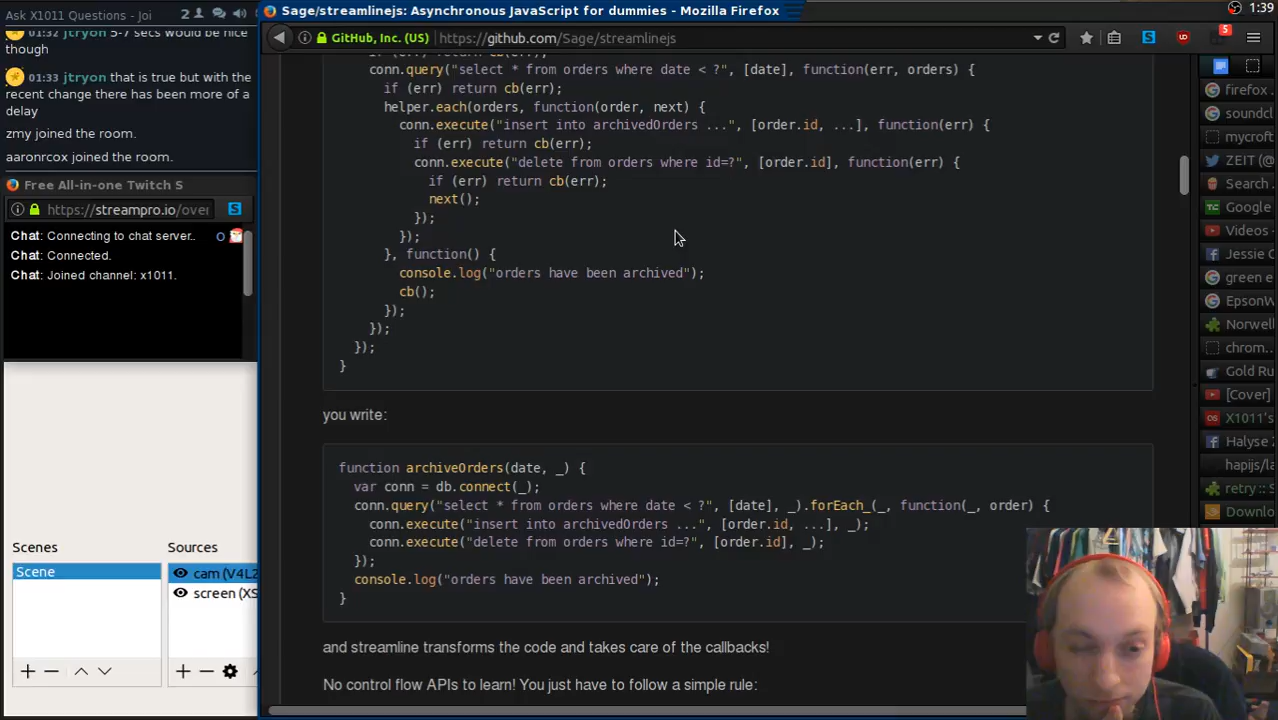 Ask X1011 Questions - Joi
2
01:32 jtryon 5-7 secs would be nice
though
01:33 jtryon that is true but with the
recent change there has been more of a
delay
zmy joined the room.
aaronrcox joined the room.
Free All-in-one Twitch S
https://streampro.io/over
Chat: Connecting to chat server..
Chat: Connected.
Chat: Joined channel: x1011.
Scenes
Sources
Scene
cam (V4L2
screen (XS
Sage/streamlinejs: Asynchronous JavaScript for dummies - Mozilla Firefox
1:39
GitHub, Inc. (US)
https://github.com/Sage/streamlinejs
5
if (err) return cb(err);
conn.query("select * from orders where date < ?", [date], function(err, orders) {
if (err) return cb(err);
helper.each(orders, function(order, next) {
conn.execute("insert into archivedOrders ...", [order.id, ...], function(err) {
if (err) return cb(err);
conn.execute("delete from orders where id=?", [order.id], function(err) {
if (err) return cb(err);
next();
});
});
}, function() {
console.log("orders have been archived");
cb();
});
});
});
}
you write:
function archiveOrders(date, _) {
var conn = db.connect(_);
conn.query("select * from orders where date < ?", [date], _).forEach_(_, function(_, order) {
conn.execute("insert into archivedOrders ...", [order.id, ...], _);
conn.execute("delete from orders where id=?", [order.id], _);
});
console.log("orders have been archived");
}
and streamline transforms the code and takes care of the callbacks!
No control flow APIs to learn! You just have to follow a simple rule:
firefox
soundcl
mycroft
ZEIT (@
Search
Google
Videos -
Jessie C
green e
EpsonW
Norwell
chrom..
Gold Ru
[Cover]
X1011's
Halyse Z
hapijs/la
retry :: S
Downlo